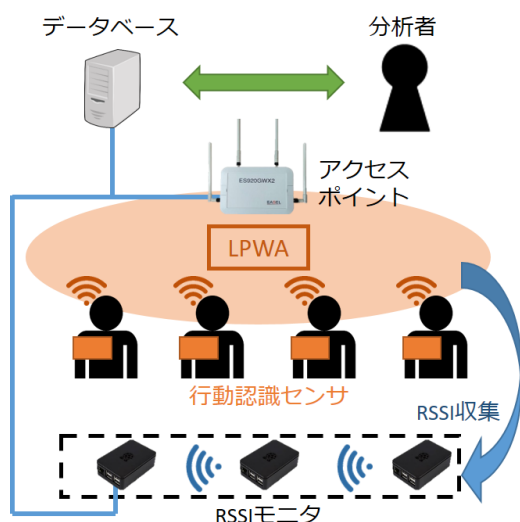 データベース
分析者
ES920GWX2
アクセス
ポイント
LPWA
行動認識センサ
RSSI収集
RSSIモニタ